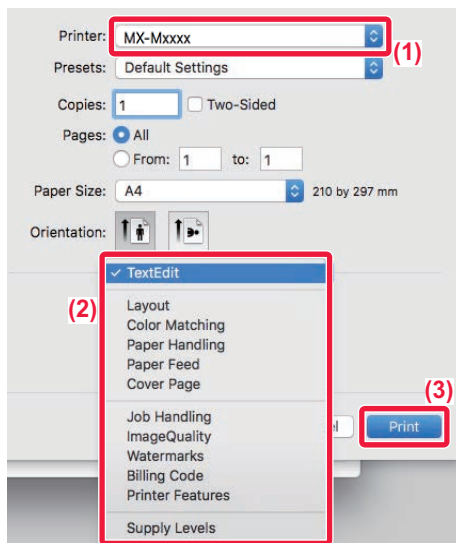 Printer: MX-Mxxxx
(1)
Presets: Default Settings
Copies: 1 Two-Sided
Pages: All
From: 1 to: 1
Paper Size: A4 210 by 297 mm
Orientation:
✓ TextEdit
(2)
Layout
Color Matching
Paper Handling
Paper Feed
Cover Page
(3)
Job Handling
ImageQuality
Watermarks
Billing Code
Printer Features
Supply Levels
l Print